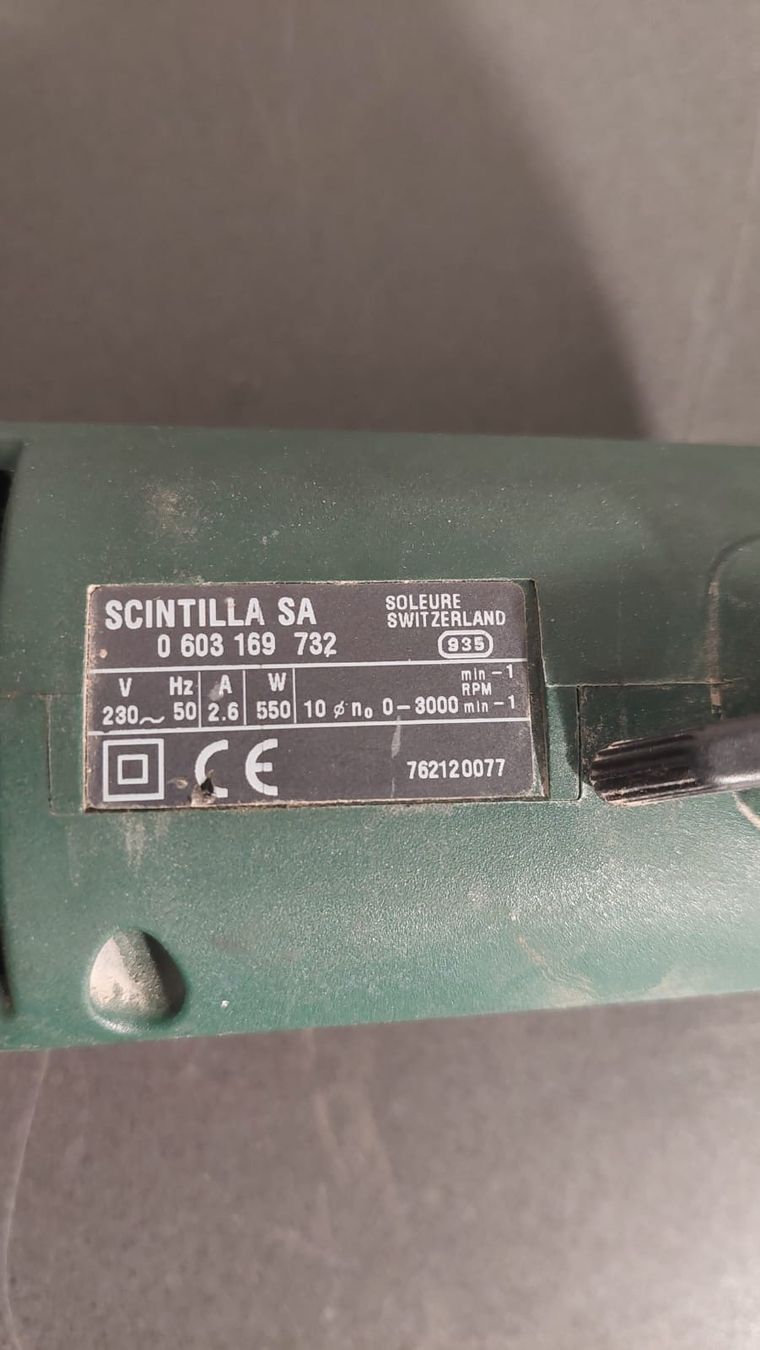 SCINTILLA SA
SOLEURE
SWITZERLAND
0 603 169 732
935
V Hz A W
min-1
RPM
230~ 50 2.6 550 10 ø n₀ 0-3000 min-1
CE
762120077